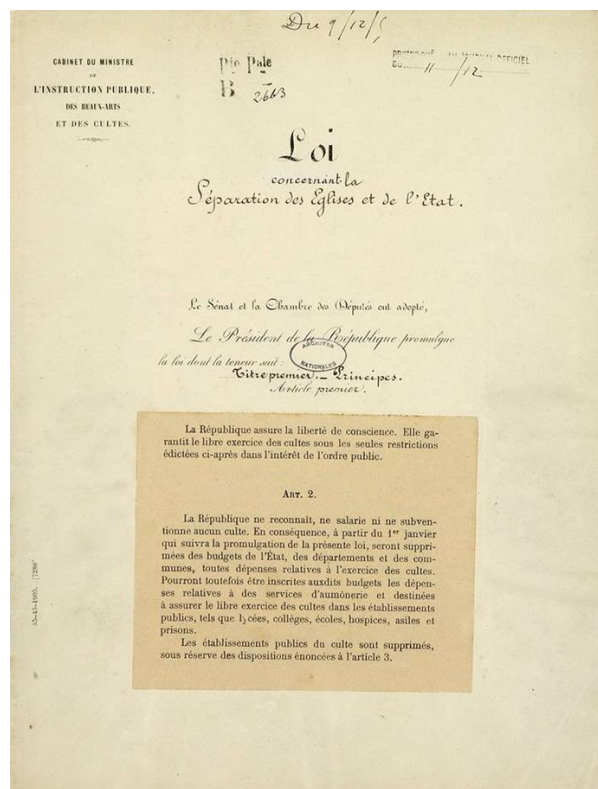 Du 9/12/5
CABINET DU MINISTRE
DE
L'INSTRUCTION PUBLIQUE,
DES BEAUX-ARTS
ET DES CULTES.
Pie Pale
B 2663
PROMULGUÉ AU JOURNAL OFFICIEL
DU 11/12
Loi
concernant la
Séparation des Eglises et de l'Etat.
Le Sénat et la Chambre des Députés ont adopté,
Le Président de la République promulgue
la loi dont la teneur suit :
ARCHIVES
NATIONALES
Titre premier. _ Principes.
Article premier.
La République assure la liberté de conscience. Elle ga-
rantit le libre exercice des cultes sous les seules restrictions
édictées ci-après dans l'intérêt de l'ordre public.
ART. 2.
La République ne reconnaît, ne salarie ni ne subven-
tionne aucun culte. En conséquence, à partir du 1er janvier
qui suivra la promulgation de la présente loi, seront suppri-
mées des budgets de l'État, des départements et des com-
munes, toutes dépenses relatives à l'exercice des cultes.
Pourront toutefois être inscrites auxdits budgets les dépen-
ses relatives à des services d'aumônerie et destinées
à assurer le libre exercice des cultes dans les établissements
publics, tels que lycées, collèges, écoles, hospices, asiles et
prisons.
Les établissements publics du culte sont supprimés,
sous réserve des dispositions énoncées à l'article 3.